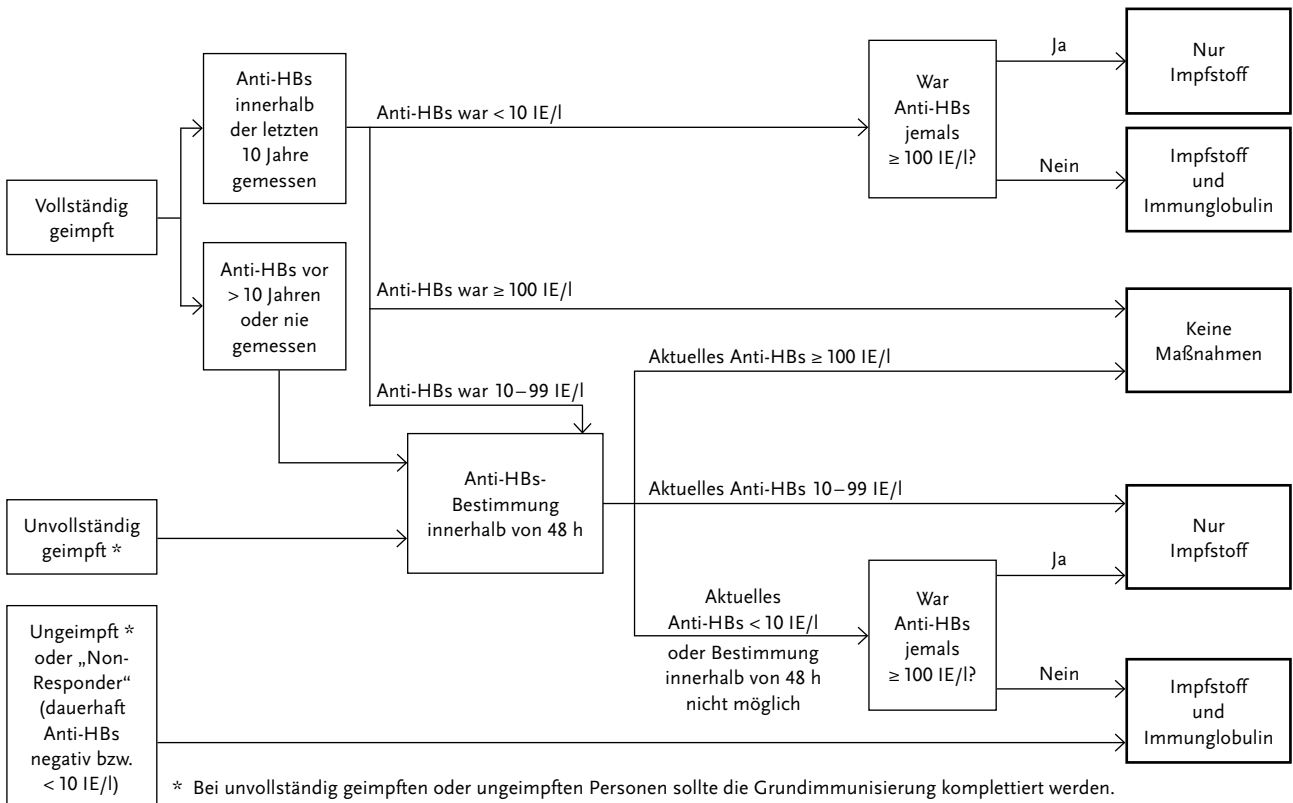 Vollständig
geimpft
Anti-HBs
innerhalb
der letzten
10 Jahre
gemessen
Anti-HBs vor
> 10 Jahren
oder nie
gemessen
Anti-HBs war < 10 IE/l
War
Anti-HBs
jemals
≥ 100 IE/l?
Ja
Nur
Impfstoff
Nein
Impfstoff
und
Immunglobulin
Anti-HBs war ≥ 100 IE/l
Keine
Maßnahmen
Anti-HBs war 10–99 IE/l
Unvollständig
geimpft *
Anti-HBs-
Bestimmung
innerhalb von 48 h
Aktuelles Anti-HBs ≥ 100 IE/l
Aktuelles Anti-HBs 10–99 IE/l
Nur
Impfstoff
Aktuelles
Anti-HBs < 10 IE/l
oder Bestimmung
innerhalb von 48 h
nicht möglich
War
Anti-HBs
jemals
≥ 100 IE/l?
Ja
Nein
Impfstoff
und
Immunglobulin
Ungeimpft *
oder „Non-
Responder“
(dauerhaft
Anti-HBs
negativ bzw.
< 10 IE/l)
* Bei unvollständig geimpften oder ungeimpften Personen sollte die Grundimmunisierung komplettiert werden.